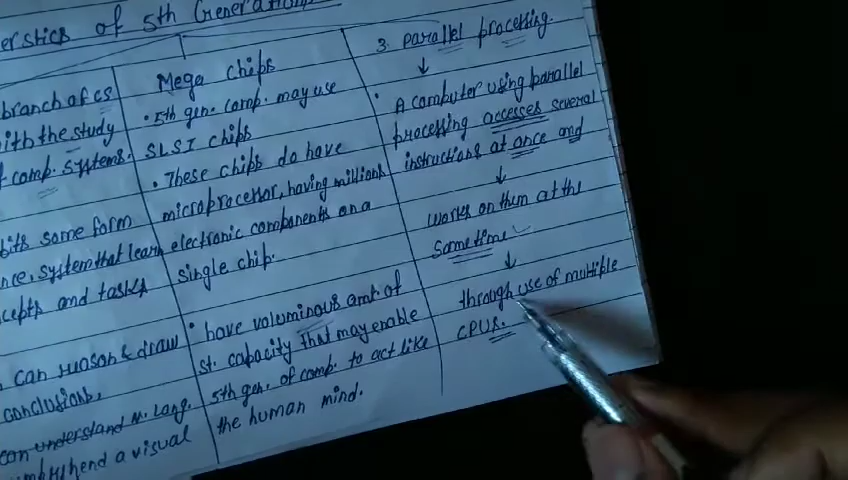 erstics of 5th Generation
branch of cs
with the study
f comp. systems.
bits some form
nce, system that learn
cepts and tasks
can reason & draw
conclusions.
can understand n. lang.
comprehend a visual
Mega Chips
• 5th gen. comp. may use
SLSI chips
• These chips do have
microprocessor, having millions
electronic components on a
single chip.
• have voluminous amt of
st. capacity that may enable
5th gen. of comp. to act like
the human mind.
3. parallel processing.
↓
• A computer using parallel
processing accesses several
instructions at once and
↓
works on them at the
same time
↓
through use of multiple
CPUs.